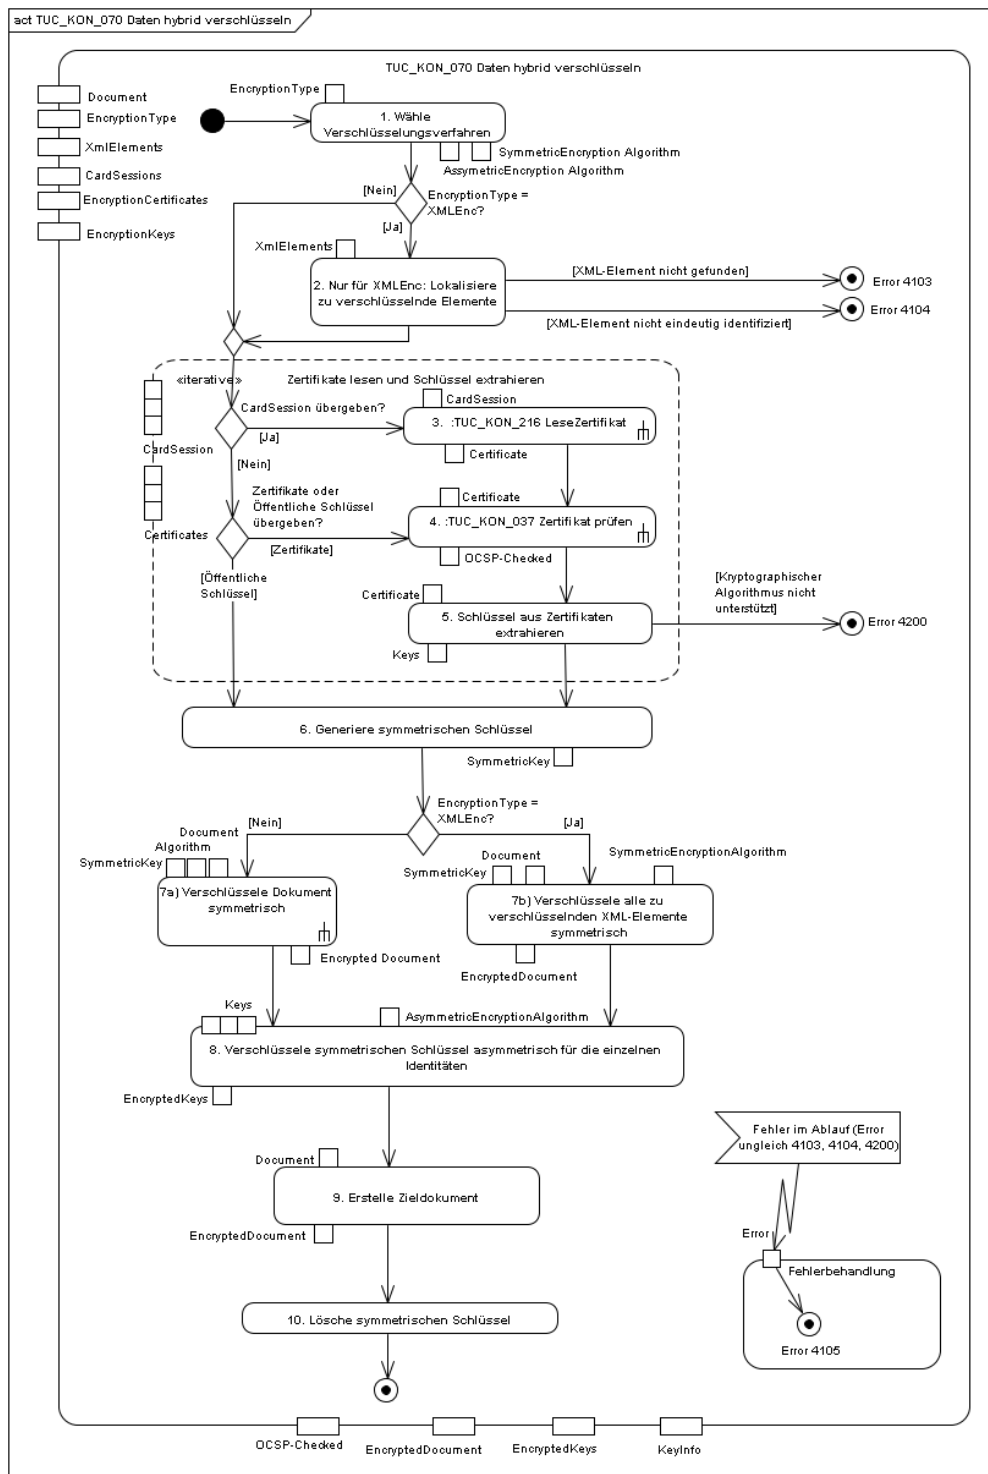 act TUC_KON_070 Daten hybrid verschlüsseln
TUC_KON_070 Daten hybrid verschlüsseln
Document
EncryptionType
XmlElements
CardSessions
EncryptionCertificates
EncryptionKeys
EncryptionType
1. Wähle
Verschlüsselungsverfahren
SymmetricEncryption Algorithm
AssymetricEncryption Algorithm
[Nein]
EncryptionType =
XMLEnc?
[Ja]
XmlElements
2. Nur für XMLEnc: Lokalisiere
zu verschlüsselnde Elemente
[XML-Element nicht gefunden]
Error 4103
[XML-Element nicht eindeutig identifiziert]
Error 4104
«iterative»
Zertifikate lesen und Schlüssel extrahieren
CardSession übergeben?
CardSession
3. :TUC_KON_216 LeseZertifikat
[Ja]
CardSession
Certificate
[Nein]
Zertifikate oder
Öffentliche Schlüssel
übergeben?
Certificate
4. :TUC_KON_037 Zertifikat prüfen
Certificates
[Zertifikate]
OCSP-Checked
[Öffentliche
Schlüssel]
Certificate
5. Schlüssel aus Zertifikaten
extrahieren
Keys
[Kryptographischer
Algorithmus nicht
unterstützt]
Error 4200
6. Generiere symmetrischen Schlüssel
SymmetricKey
EncryptionType =
XMLEnc?
[Nein]
[Ja]
Document
Algorithm
SymmetricKey
7a) Verschlüssele Dokument
symmetrisch
Encrypted Document
Document
SymmetricKey
SymmetricEncryptionAlgorithm
7b) Verschlüssele alle zu
verschlüsselnden XML-Elemente
symmetrisch
EncryptedDocument
Keys
AsymmetricEncryptionAlgorithm
8. Verschlüssele symmetrischen Schlüssel asymmetrisch für die einzelnen
Identitäten
EncryptedKeys
Document
9. Erstelle Zieldokument
EncryptedDocument
10. Lösche symmetrischen Schlüssel
Fehler im Ablauf (Error
ungleich 4103, 4104, 4200)
Error
Fehlerbehandlung
Error 4105
OCSP-Checked
EncryptedDocument
EncryptedKeys
KeyInfo